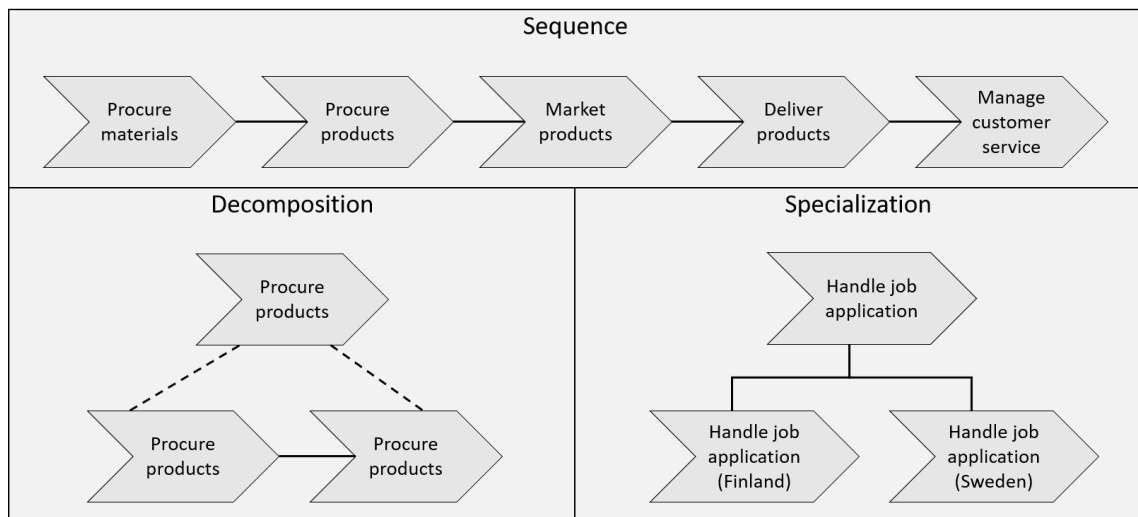 Sequence
Procure
materials
Procure
products
Market
products
Deliver
products
Manage
customer
service
Decomposition
Procure
products
Procure
products
Procure
products
Specialization
Handle job
application
Handle job
application
(Finland)
Handle job
application
(Sweden)